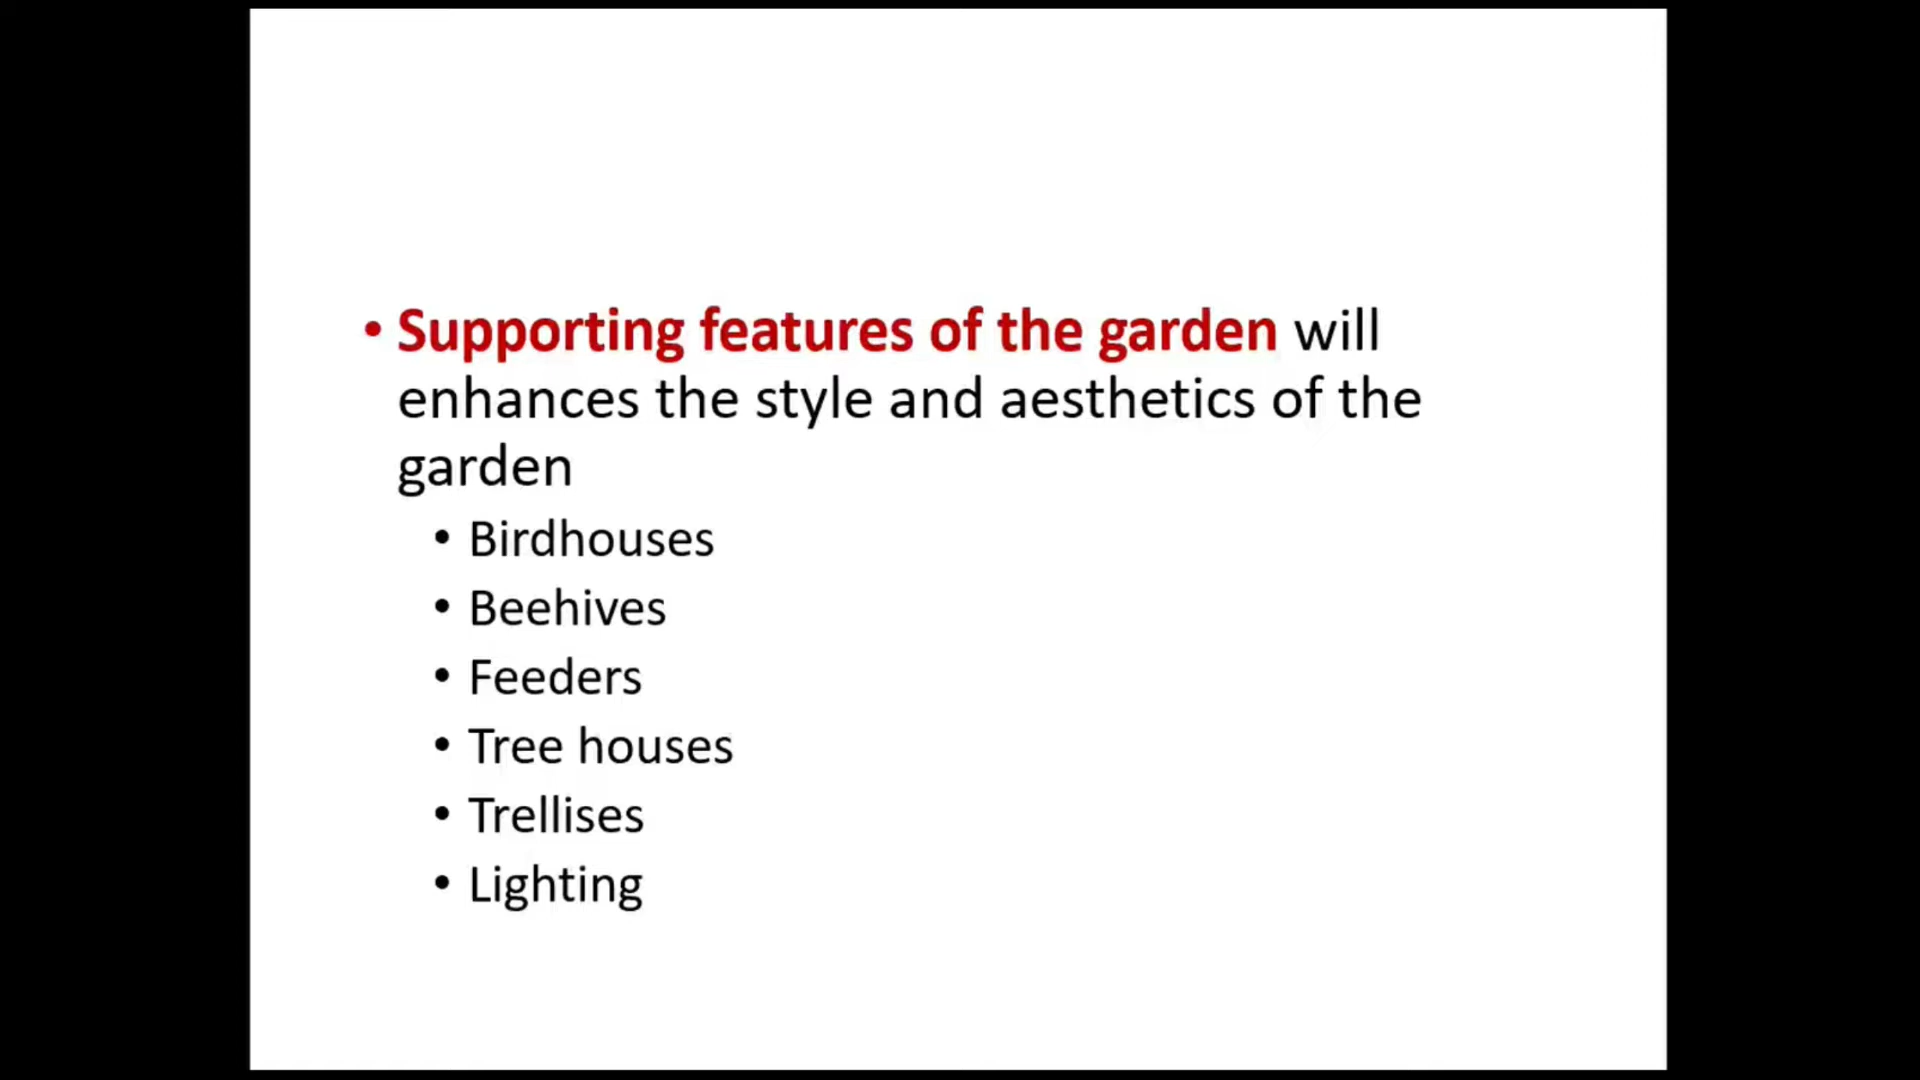 • Supporting features of the garden will
enhances the style and aesthetics of the
garden
• Birdhouses
• Beehives
• Feeders
• Tree houses
• Trellises
• Lighting